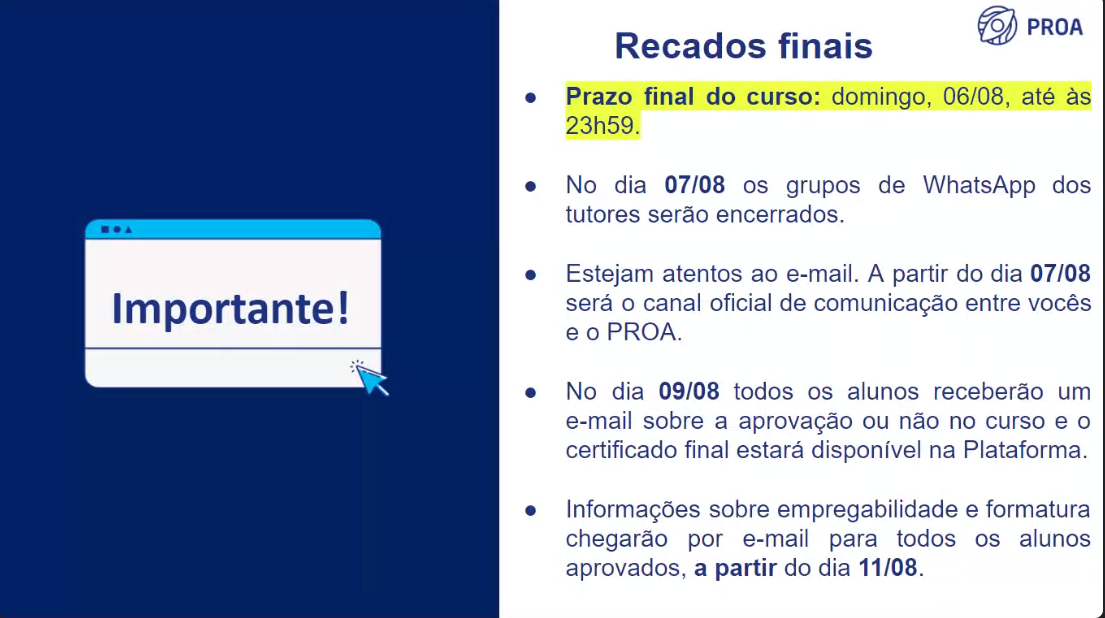 PROA
Recados finais
● Prazo final do curso: domingo, 06/08, até às
23h59.
● No dia 07/08 os grupos de WhatsApp dos
tutores serão encerrados.
● Estejam atentos ao e-mail. A partir do dia 07/08
será o canal oficial de comunicação entre vocês
e o PROA.
● No dia 09/08 todos os alunos receberão um
e-mail sobre a aprovação ou não no curso e o
certificado final estará disponível na Plataforma.
● Informações sobre empregabilidade e formatura
chegarão por e-mail para todos os alunos
aprovados, a partir do dia 11/08.
Importante!